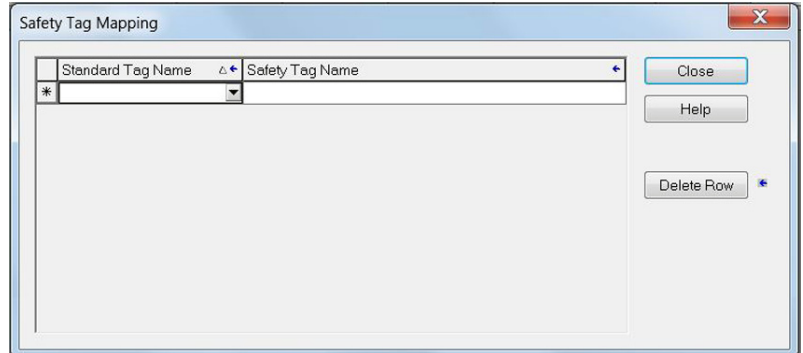 Safety Tag Mapping
Standard Tag Name Safety Tag Name
*
Close
Help
Delete Row